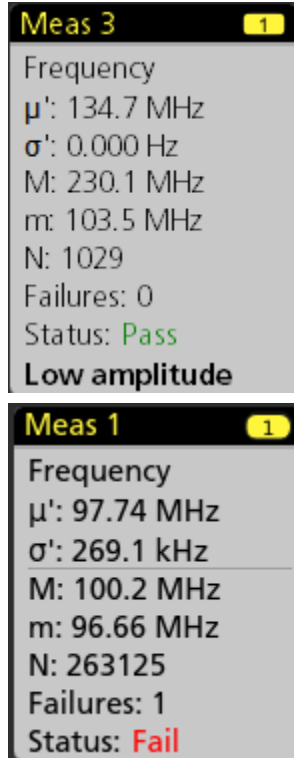 Meas 3 1
Frequency
μ': 134.7 MHz
σ': 0.000 Hz
M: 230.1 MHz
m: 103.5 MHz
N: 1029
Failures: 0
Status: Pass
Low amplitude
Meas 1 1
Frequency
μ': 97.74 MHz
σ': 269.1 kHz
M: 100.2 MHz
m: 96.66 MHz
N: 263125
Failures: 1
Status: Fail